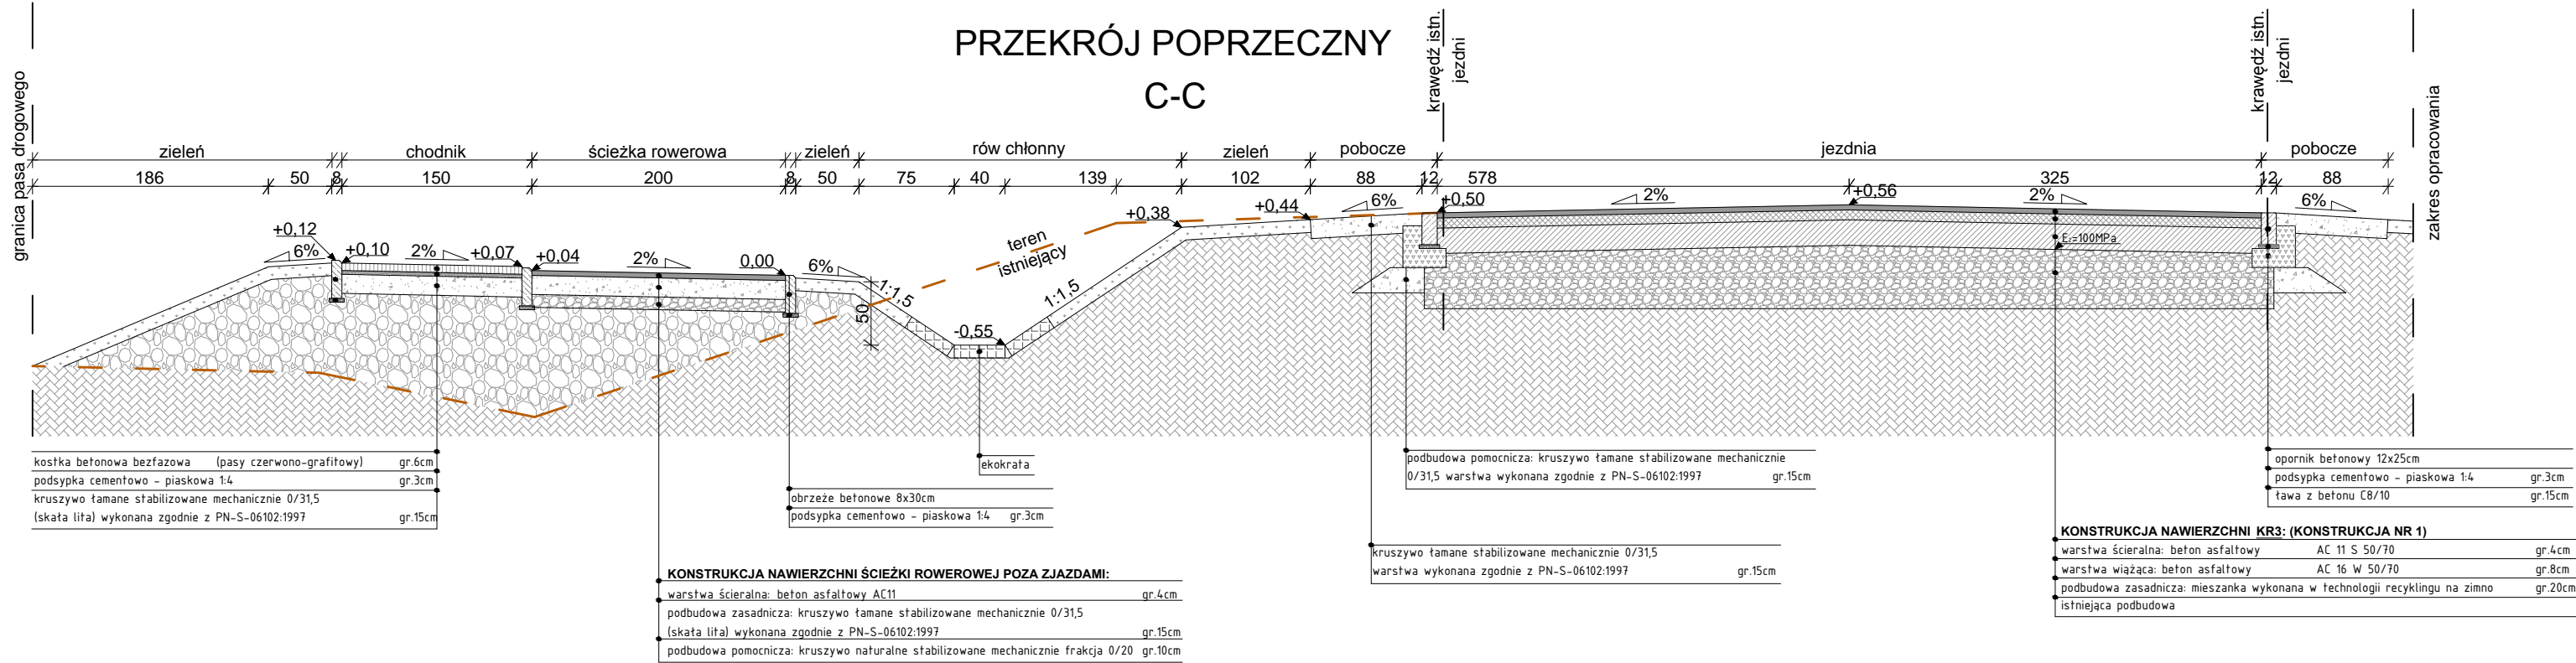 PRZEKRÓJ POPRZECZNY
C-C
granica pasa drogowego
krawędź istn.
jezdni
krawędź istn.
jezdni
zakres opracowania
zieleń chodnik ścieżka rowerowa zieleń rów chłonny zieleń pobocze jezdnia pobocze
186 50 8 150 200 8 50 75 40 139 102 88 12 578 325 12 88
+0,12 6% +0,10 2% +0,07 +0,04 2% 0,00 6% 1:1,5 50 -0,55 1:1,5 +0,38 +0,44 6% +0,50 2% +0,56 2% 6%
teren
istniejący
E₂=100MPa
kostka betonowa bezfazowa (pasy czerwono-grafitowy) gr.6cm
podsypka cementowo - piaskowa 1:4 gr.3cm
kruszywo łamane stabilizowane mechanicznie 0/31,5
(skała lita) wykonana zgodnie z PN-S-06102:1997 gr.15cm
KONSTRUKCJA NAWIERZCHNI ŚCIEŻKI ROWEROWEJ POZA ZJAZDAMI:
warstwa ścieralna: beton asfaltowy AC11 gr.4cm
podbudowa zasadnicza: kruszywo łamane stabilizowane mechanicznie 0/31,5
(skała lita) wykonana zgodnie z PN-S-06102:1997 gr.15cm
podbudowa pomocnicza: kruszywo naturalne stabilizowane mechanicznie frakcja 0/20 gr.10cm
obrzeże betonowe 8x30cm
podsypka cementowo - piaskowa 1:4 gr.3cm
ekokrata
podbudowa pomocnicza: kruszywo łamane stabilizowane mechanicznie
0/31,5 warstwa wykonana zgodnie z PN-S-06102:1997 gr.15cm
kruszywo łamane stabilizowane mechanicznie 0/31,5
warstwa wykonana zgodnie z PN-S-06102:1997 gr.15cm
opornik betonowy 12x25cm
podsypka cementowo - piaskowa 1:4 gr.3cm
ława z betonu C8/10 gr.15cm
KONSTRUKCJA NAWIERZCHNI KR3: (KONSTRUKCJA NR 1)
warstwa ścieralna: beton asfaltowy AC 11 S 50/70 gr.4cm
warstwa wiążąca: beton asfaltowy AC 16 W 50/70 gr.8cm
podbudowa zasadnicza: mieszanka wykonana w technologii recyklingu na zimno gr.20cm
istniejąca podbudowa